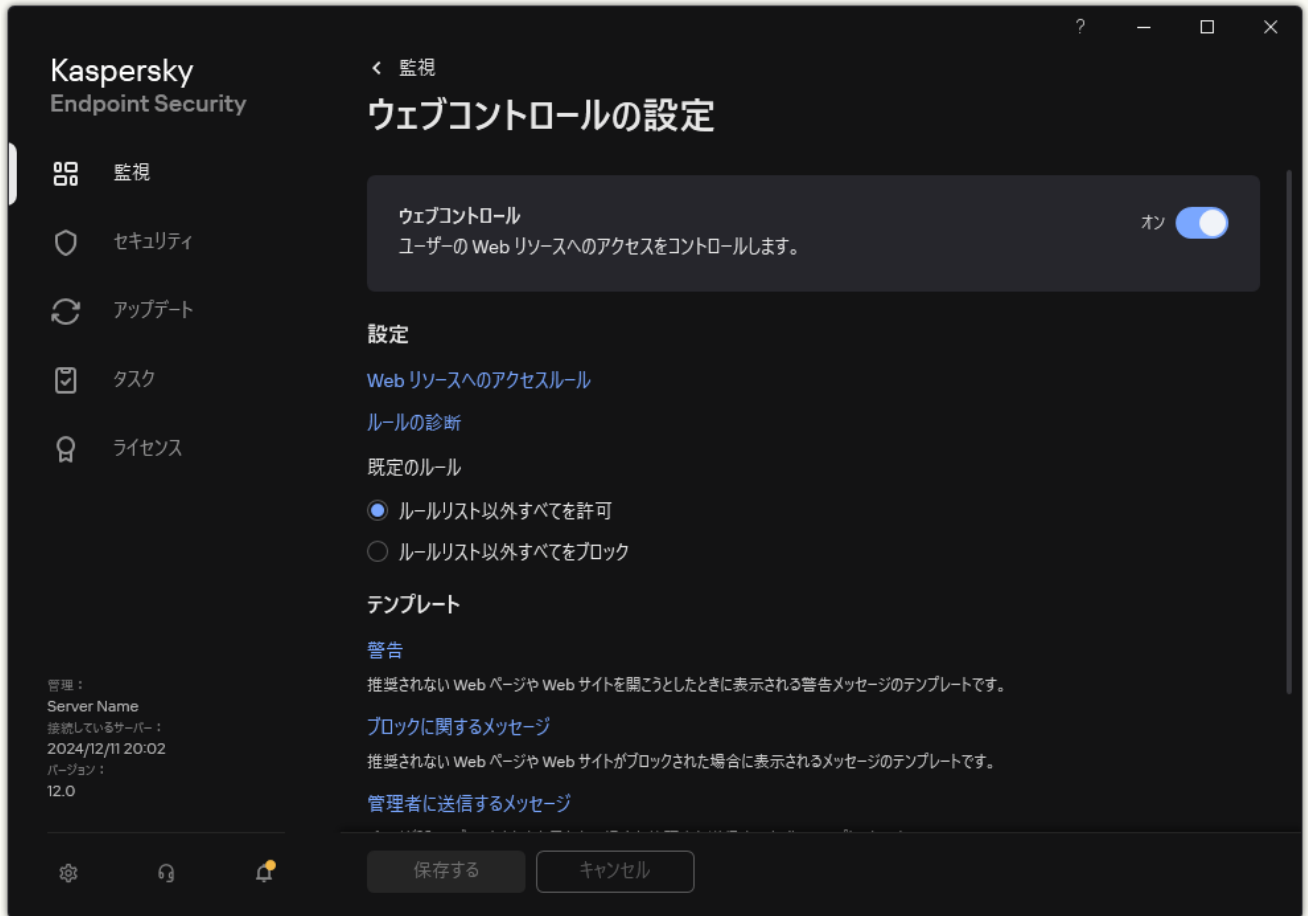 ?
Kaspersky
Endpoint Security
監視
セキュリティ
アップデート
タスク
ライセンス
管理：
Server Name
接続しているサーバー：
2024/12/11 20:02
バージョン：
12.0
監視
ウェブコントロールの設定
ウェブコントロール
ユーザーの Web リソースへのアクセスをコントロールします。
オン
設定
Web リソースへのアクセスルール
ルールの診断
既定のルール
ルールリスト以外すべてを許可
ルールリスト以外すべてをブロック
テンプレート
警告
推奨されない Web ページや Web サイトを開こうとしたときに表示される警告メッセージのテンプレートです。
ブロックに関するメッセージ
推奨されない Web ページや Web サイトがブロックされた場合に表示されるメッセージのテンプレートです。
管理者に送信するメッセージ
保存する
キャンセル